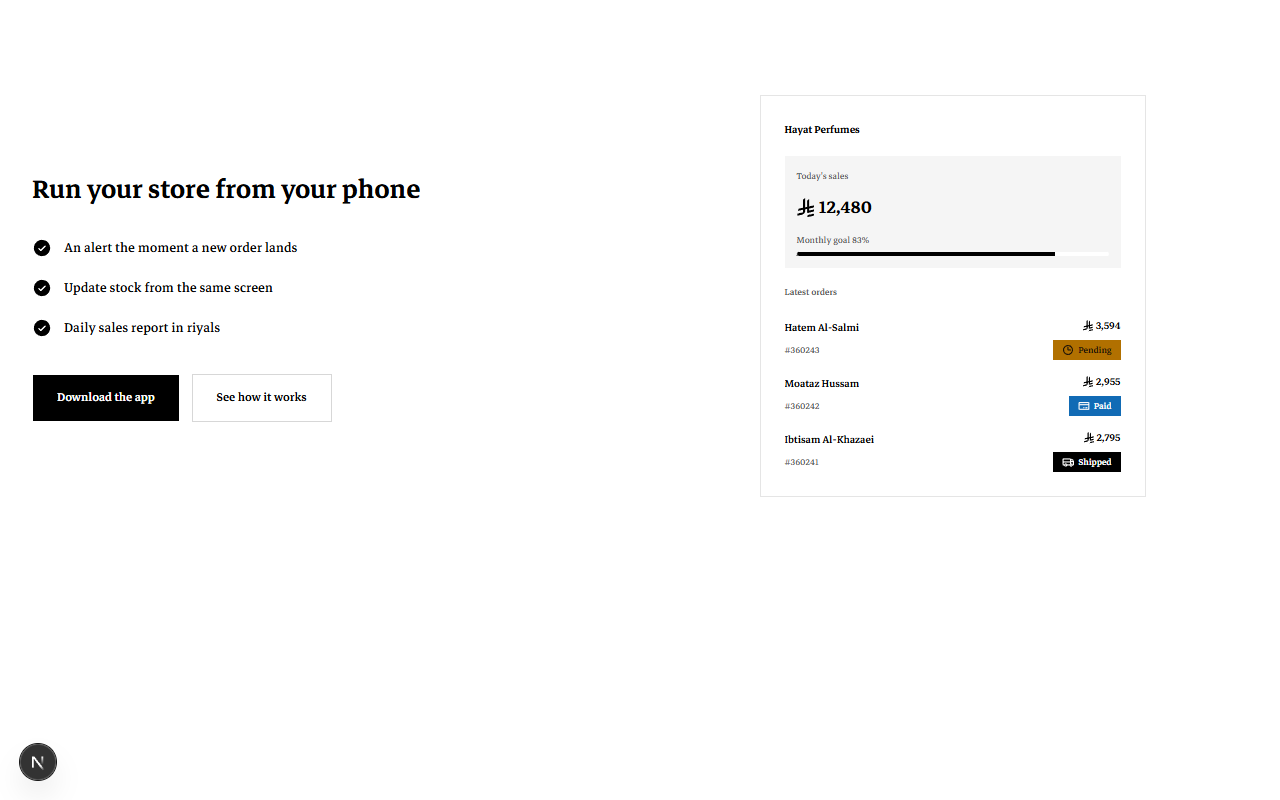 Run your store from your phone
An alert the moment a new order lands
Update stock from the same screen
Daily sales report in riyals
Download the app
See how it works
Hayat Perfumes
Today's sales
⃁ 12,480
Monthly goal 83%
Latest orders
Hatem Al-Salmi
⃁ 3,594
#360243
Pending
Moataz Hussam
⃁ 2,955
#360242
Paid
Ibtisam Al-Khazaei
⃁ 2,795
#360241
Shipped
N